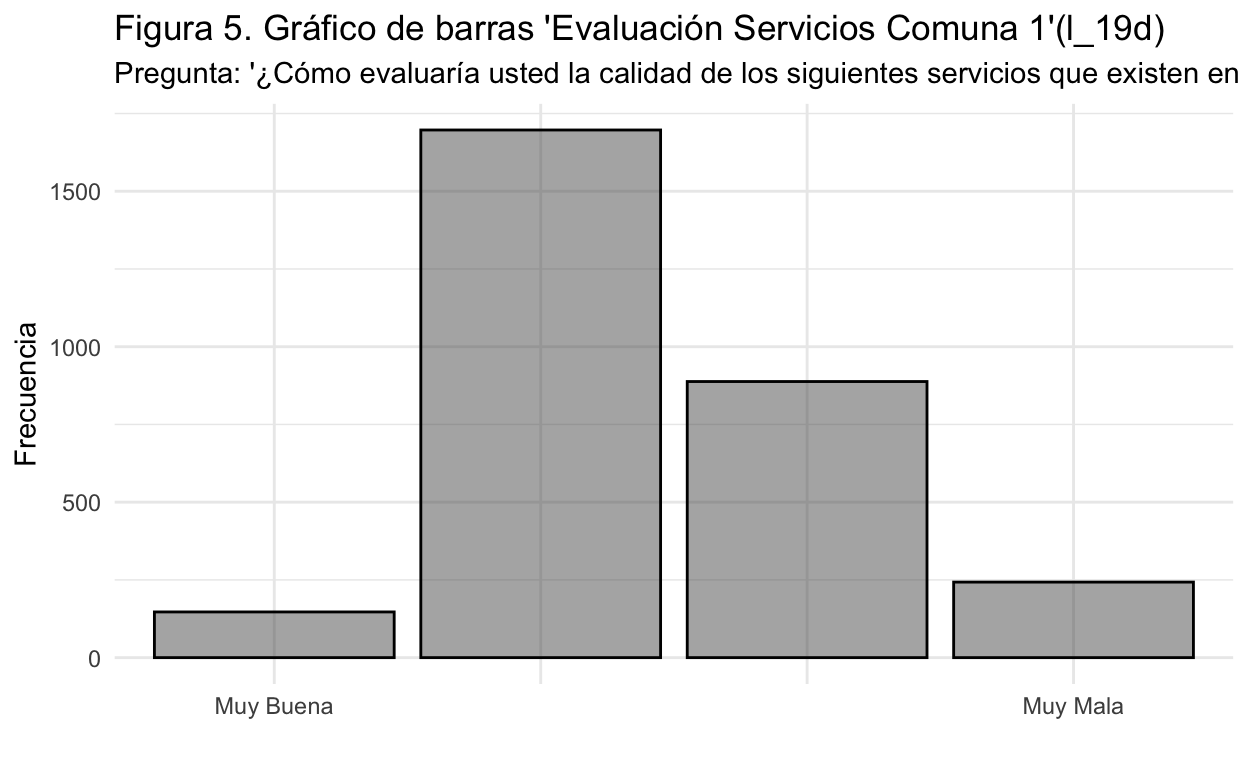 Figura 5. Gráfico de barras 'Evaluación Servicios Comuna 1'(l_19d)
Pregunta: '¿Cómo evaluaría usted la calidad de los siguientes servicios que existen en
Frecuencia
1500
1000
500
0
Muy Buena
Muy Mala